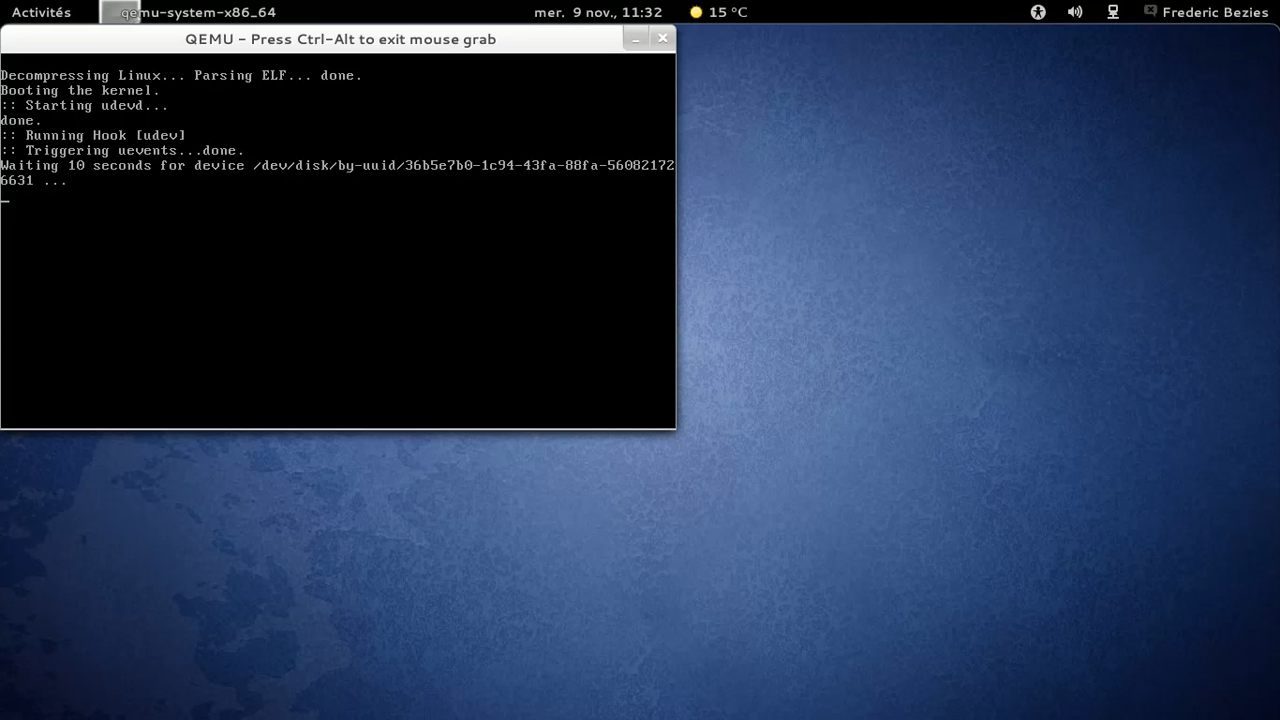 Activités qemu-system-x86_64 mer. 9 nov., 11:32 15 °C Frederic Bezies
QEMU - Press Ctrl-Alt to exit mouse grab
Decompressing Linux... Parsing ELF... done.
Booting the kernel.
:: Starting udevd...
done.
:: Running Hook [udev]
:: Triggering uevents...done.
Waiting 10 seconds for device /dev/disk/by-uuid/36b5e7b0-1c94-43fa-88fa-56082172
6631 ...